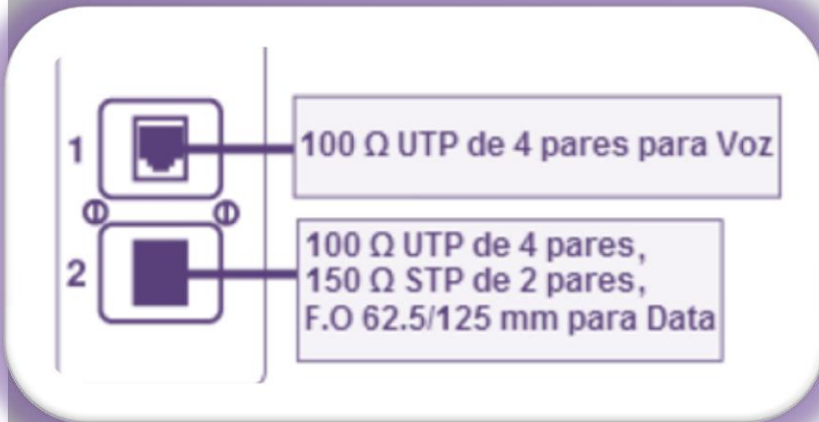 1
100 Ω UTP de 4 pares para Voz
2
100 Ω UTP de 4 pares,
150 Ω STP de 2 pares,
F.O 62.5/125 mm para Data